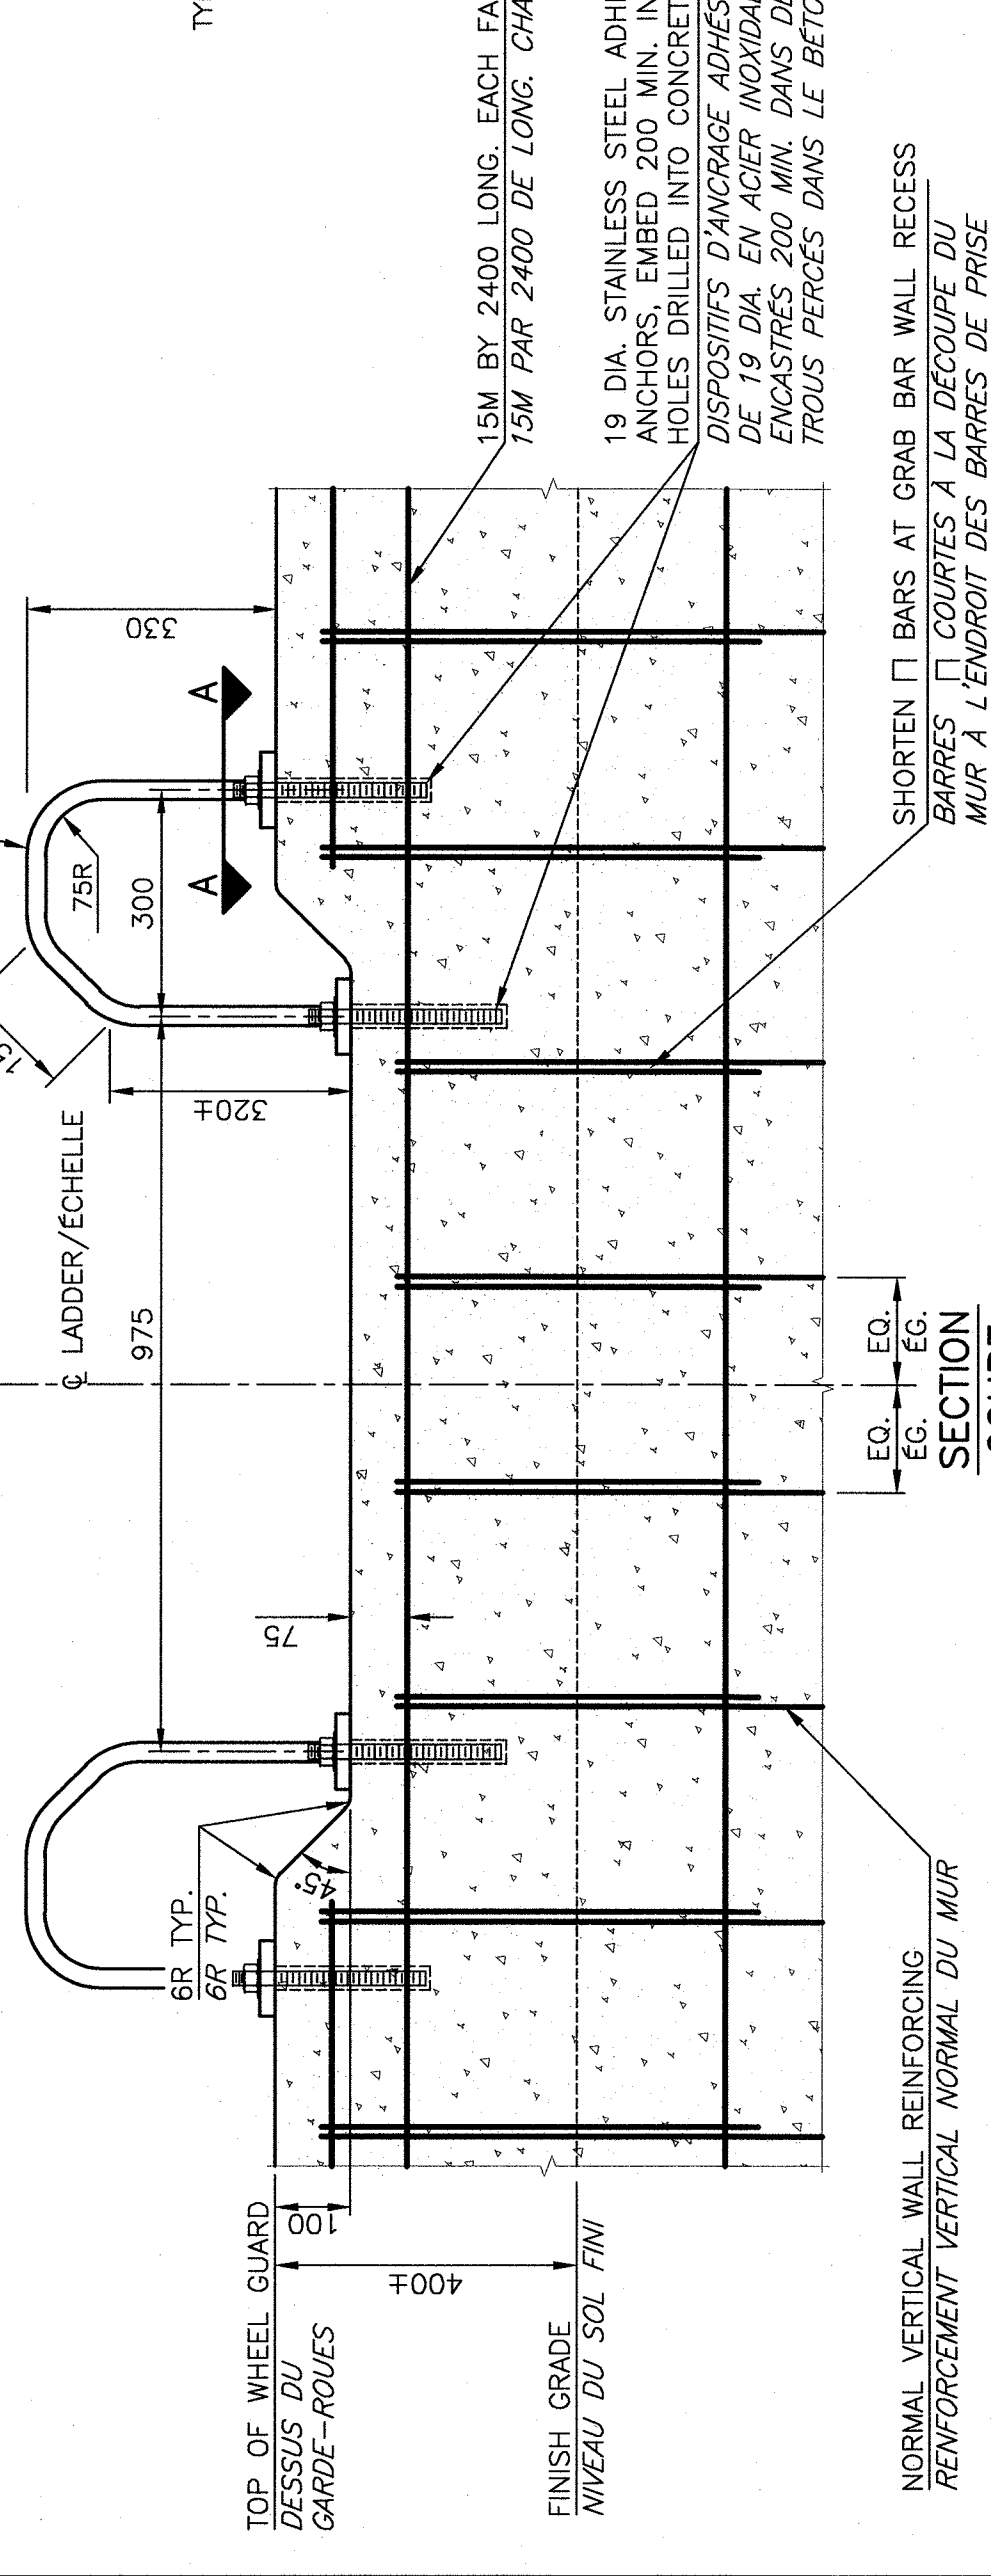 TY
75
75R
300
A
A
330
℄ LADDER/ÉCHELLE
975
320±
75
6R TYP.
6R TYP.
45°
TOP OF WHEEL GUARD
DESSUS DU
GARDE-ROUES
100
400±
FINISH GRADE
NIVEAU DU SOL FINI
15M BY 2400 LONG. EACH FA
15M PAR 2400 DE LONG. CHA
19 DIA. STAINLESS STEEL ADHE
ANCHORS, EMBED 200 MIN. IN
HOLES DRILLED INTO CONCRET
DISPOSITIFS D'ANCRAGE ADHÉS
DE 19 DIA. EN ACIER INOXIDA
ENCASTRÉS 200 MIN. DANS DE
TROUS PERCÉS DANS LE BÉTO
SHORTEN ⊓ BARS AT GRAB BAR WALL RECESS
BARRES ⊓ COURTES À LA DÉCOUPE DU
MUR À L'ENDROIT DES BARRES DE PRISE
NORMAL VERTICAL WALL REINFORCING
RENFORCEMENT VERTICAL NORMAL DU MUR
EQ. EQ.
ÉG. ÉG.
SECTION